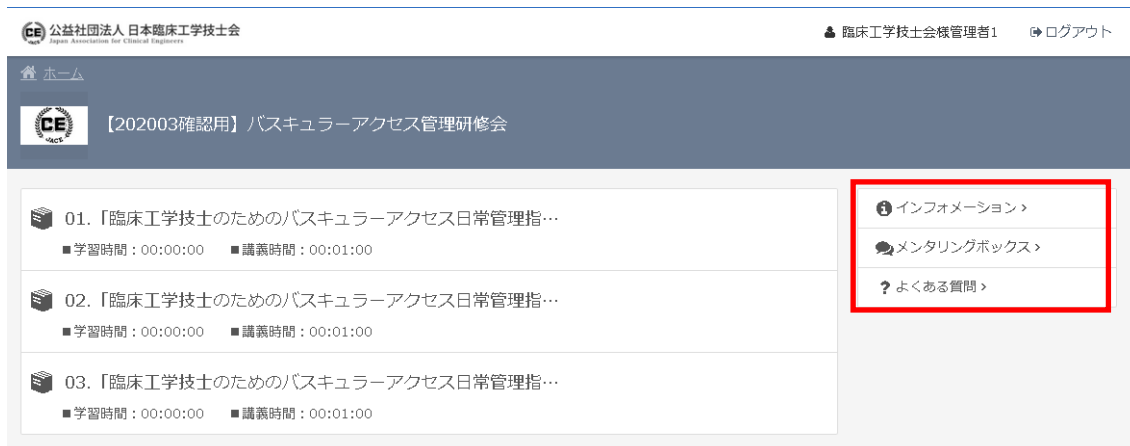 CE JACE 公益社団法人 日本臨床工学技士会
Japan Association for Clinical Engineers
臨床工学技士会様管理者1 ログアウト
ホーム
CE
JACE
【202003確認用】バスキュラーアクセス管理研修会
01.「臨床工学技士のためのバスキュラーアクセス日常管理指…
■学習時間：00:00:00 ■講義時間：00:01:00
02.「臨床工学技士のためのバスキュラーアクセス日常管理指…
■学習時間：00:00:00 ■講義時間：00:01:00
03.「臨床工学技士のためのバスキュラーアクセス日常管理指…
■学習時間：00:00:00 ■講義時間：00:01:00
インフォメーション
メンタリングボックス
? よくある質問